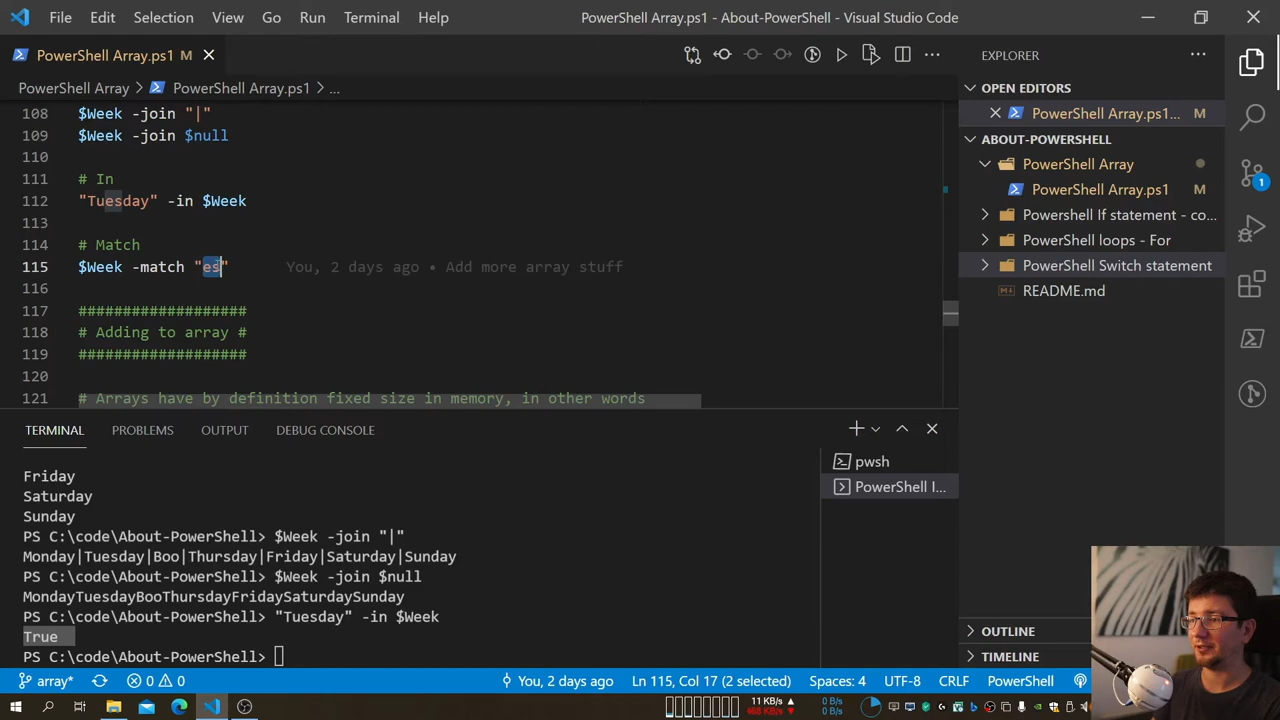 File Edit Selection View Go Run Terminal Help
PowerShell Array.ps1 - About-PowerShell - Visual Studio Code
PowerShell Array.ps1 M
PowerShell Array > PowerShell Array.ps1 > ...
108 $Week -join "|"
109 $Week -join $null
110
111 # In
112 "Tuesday" -in $Week
113
114 # Match
115 $Week -match "es" You, 2 days ago • Add more array stuff
116
117 ###################
118 # Adding to array #
119 ###################
120
121 # Arrays have by definition fixed size in memory, in other words
EXPLORER
OPEN EDITORS
PowerShell Array.ps1... M
ABOUT-POWERSHELL
PowerShell Array
PowerShell Array.ps1 M
Powershell If statement - co...
PowerShell loops - For
PowerShell Switch statement
README.md
OUTLINE
TIMELINE
1
TERMINAL PROBLEMS OUTPUT DEBUG CONSOLE
Friday
Saturday
Sunday
PS C:\code\About-PowerShell> $Week -join "|"
Monday|Tuesday|Boo|Thursday|Friday|Saturday|Sunday
PS C:\code\About-PowerShell> $Week -join $null
MondayTuesdayBooThursdayFridaySaturdaySunday
PS C:\code\About-PowerShell> "Tuesday" -in $Week
True
PS C:\code\About-PowerShell>
pwsh
PowerShell I...
array* 0 0 You, 2 days ago Ln 115, Col 17 (2 selected) Spaces: 4 UTF-8 CRLF PowerShell
11 KB/s
468 KB/s
0 B/s
0 B/s